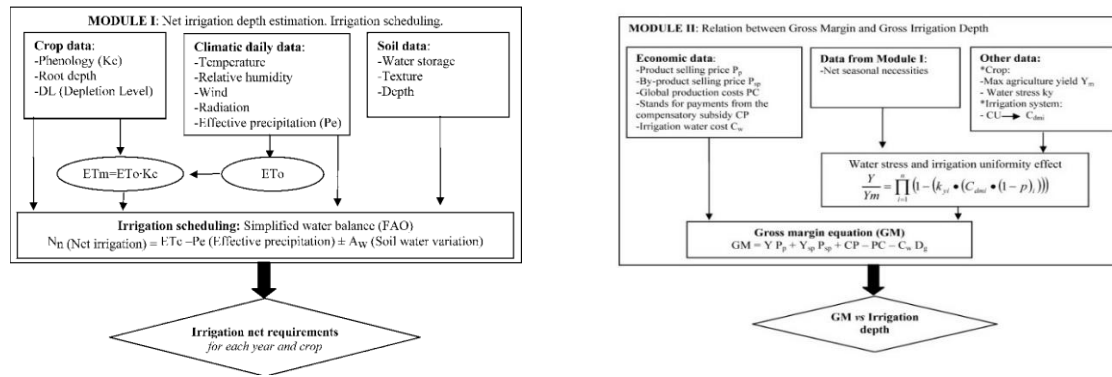 MODULE I: Net irrigation depth estimation. Irrigation scheduling.
Crop data:
-Phenology (Kc)
-Root depth
-DL (Depletion Level)
Climatic daily data:
-Temperature
-Relative humidity
-Wind
-Radiation
-Effective precipitation (Pe)
Soil data:
-Water storage
-Texture
-Depth
ETm=ETo·Kc
ETo
Irrigation scheduling: Simplified water balance (FAO)
Nn (Net irrigation) = ETc –Pe (Effective precipitation) ± Aw (Soil water variation)
Irrigation net requirements
for each year and crop
MODULE II: Relation between Gross Margin and Gross Irrigation Depth
Economic data:
-Product selling price Pp
-By-product selling price Psp
-Global production costs PC
-Stands for payments from the
compensatory subsidy CP
-Irrigation water cost Cw
Data from Module I:
-Net seasonal necessities
Other data:
*Crop:
-Max agriculture yield Ym
- Water stress ky
*Irrigation system:
- CU → Cdmi
Water stress and irrigation uniformity effect
Y/Ym = ∏ i=1 n (1 − (kyi • (Cdmi • (1 − p)i)))
Gross margin equation (GM)
GM = Y Pp + Ysp Psp + CP – PC – Cw Dg
GM vs Irrigation
depth